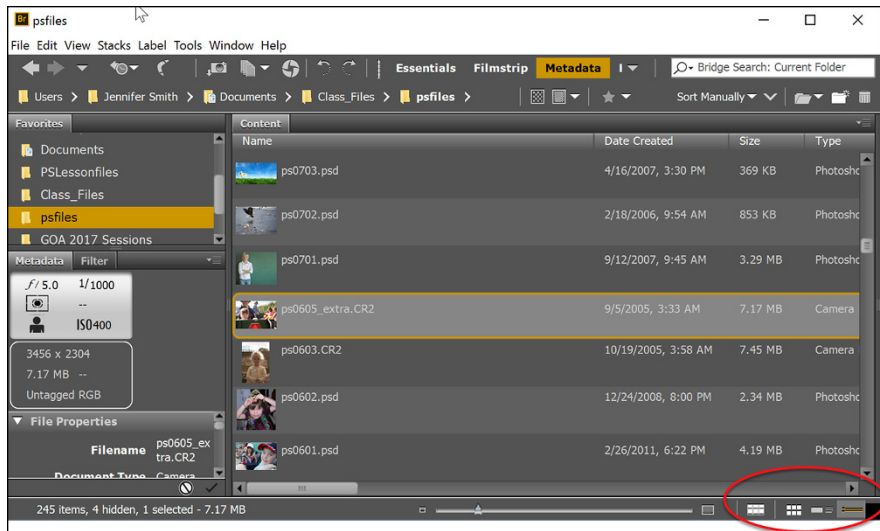 Br psfiles
File Edit View Stacks Label Tools Window Help
Essentials Filmstrip Metadata Bridge Search: Current Folder
Users > Jennifer Smith > Documents > Class_Files > psfiles > Sort Manually
Favorites
Documents
PSLessonfiles
Class_Files
psfiles
GOA 2017 Sessions
Metadata Filter
f/5.0 1/1000
--
ISO400
3456 x 2304
7.17 MB --
Untagged RGB
File Properties
Filename ps0605_ex
tra.CR2
Document Type Camera
Content
Name Date Created Size Type
ps0703.psd 4/16/2007, 3:30 PM 369 KB Photosho
ps0702.psd 2/18/2006, 9:54 AM 853 KB Photosho
ps0701.psd 9/12/2007, 9:45 AM 3.29 MB Photosho
ps0605_extra.CR2 9/5/2005, 3:33 AM 7.17 MB Camera
ps0603.CR2 10/19/2005, 3:58 AM 7.45 MB Camera
ps0602.psd 12/24/2008, 8:00 PM 2.34 MB Photosho
ps0601.psd 2/26/2011, 6:22 PM 4.19 MB Photosho
245 items, 4 hidden, 1 selected - 7.17 MB